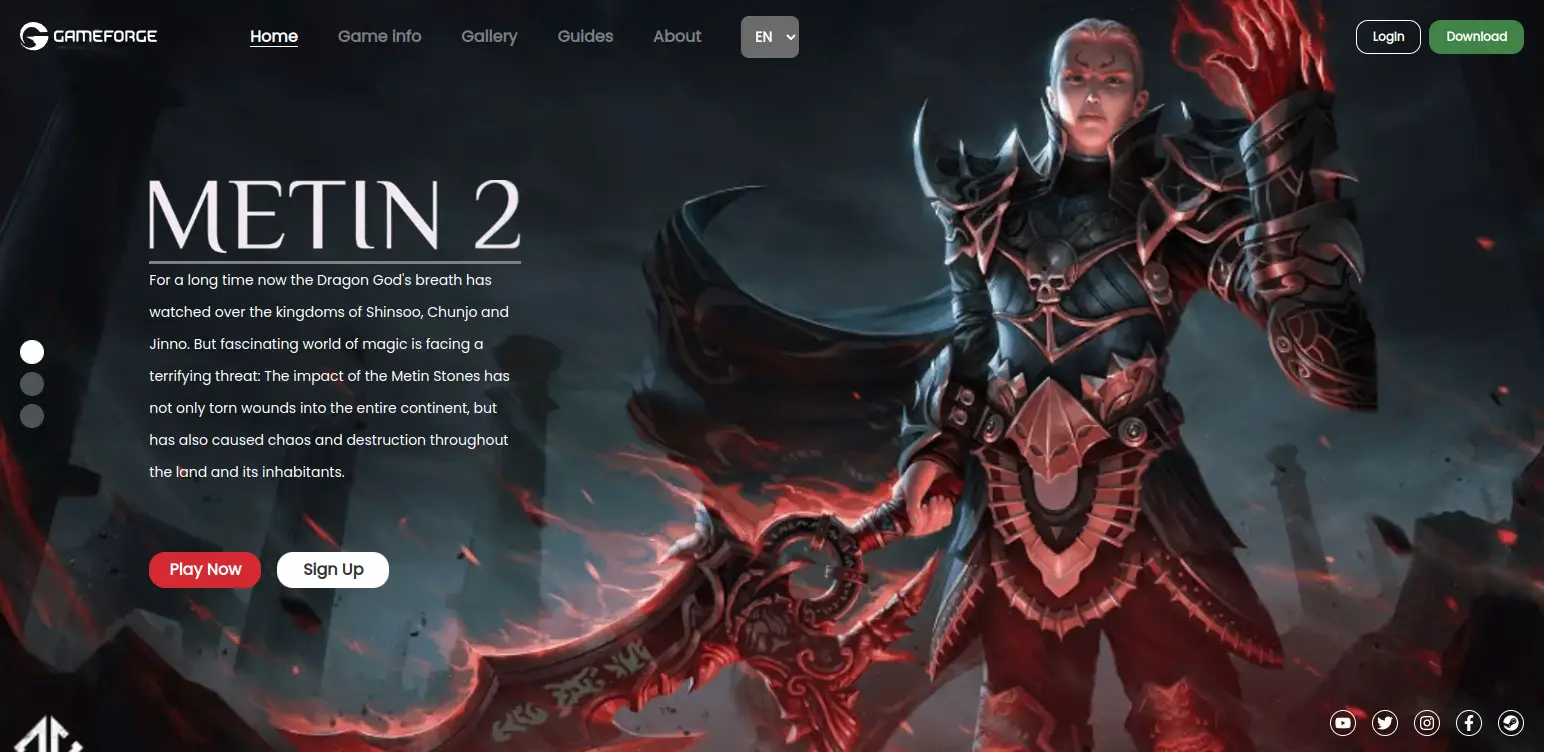 GAMEFORGE
Home Game info Gallery Guides About EN
Login Download
METIN 2
For a long time now the Dragon God's breath has
watched over the kingdoms of Shinsoo, Chunjo and
Jinno. But fascinating world of magic is facing a
terrifying threat: The impact of the Metin Stones has
not only torn wounds into the entire continent, but
has also caused chaos and destruction throughout
the land and its inhabitants.
Play Now Sign Up